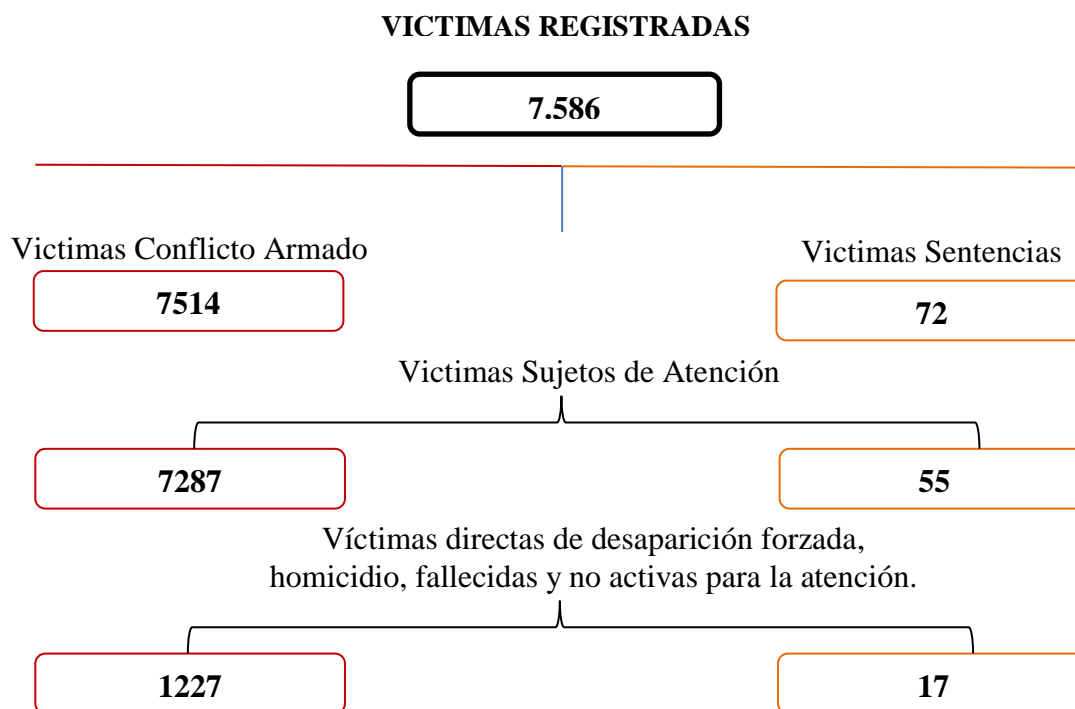 VICTIMAS REGISTRADAS
7.586
Victimas Conflicto Armado
Victimas Sentencias
7514
72
Victimas Sujetos de Atención
7287
55
Víctimas directas de desaparición forzada,
homicidio, fallecidas y no activas para la atención.
1227
17